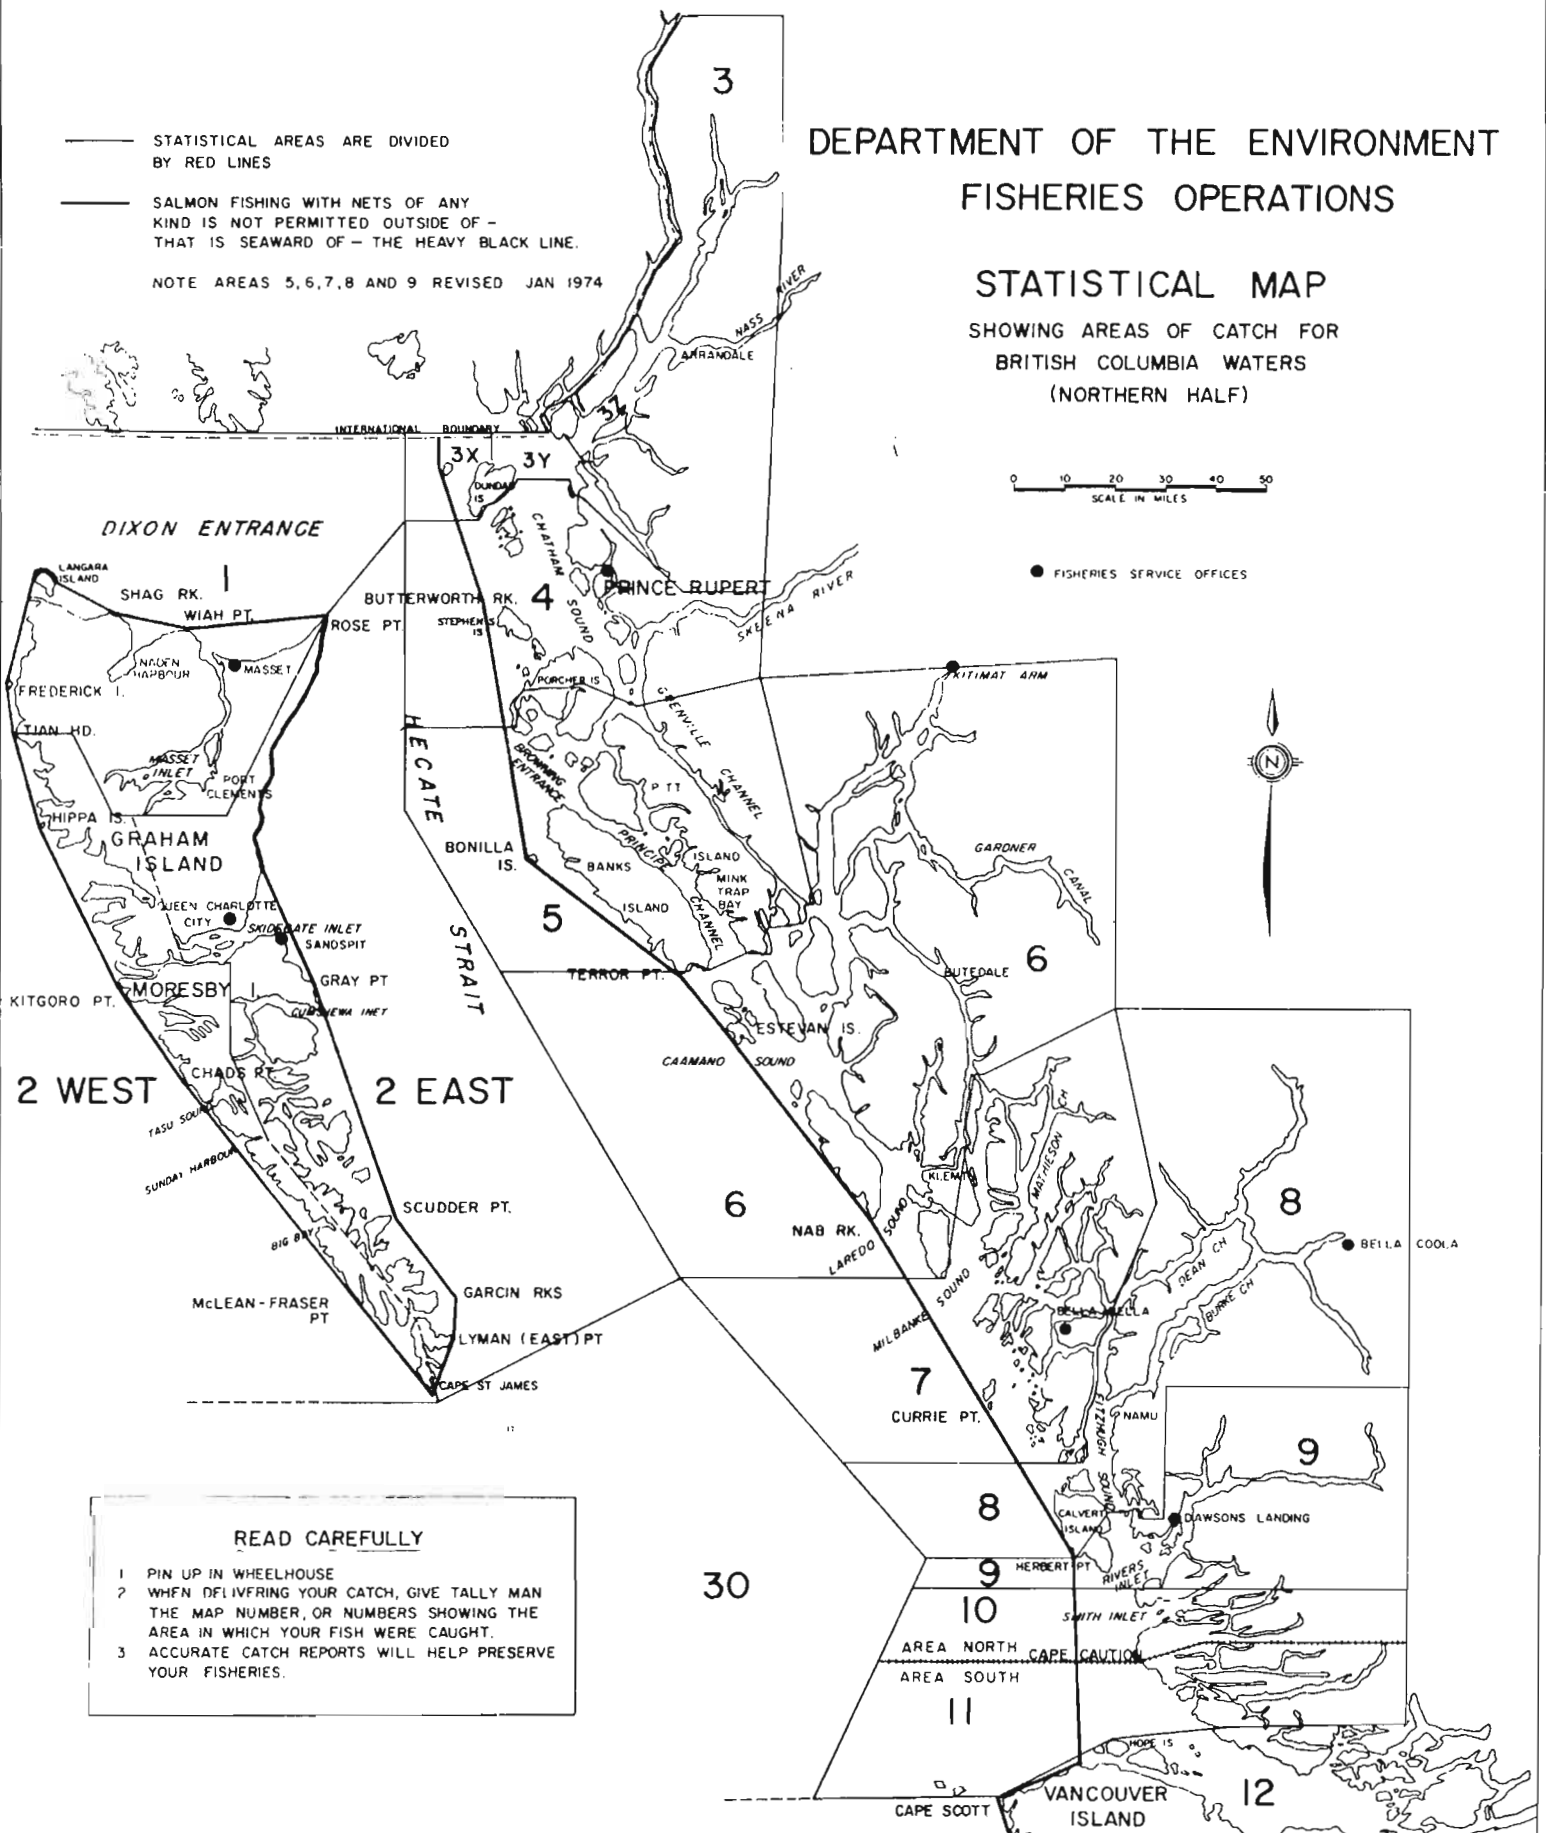 3
STATISTICAL AREAS ARE DIVIDED
BY RED LINES
SALMON FISHING WITH NETS OF ANY
KIND IS NOT PERMITTED OUTSIDE OF -
THAT IS SEAWARD OF - THE HEAVY BLACK LINE.
NOTE AREAS 5,6,7,8 AND 9 REVISED JAN 1974
DEPARTMENT OF THE ENVIRONMENT
FISHERIES OPERATIONS
STATISTICAL MAP
SHOWING AREAS OF CATCH FOR
BRITISH COLUMBIA WATERS
(NORTHERN HALF)
0 10 20 30 40 50
SCALE IN MILES
FISHERIES SERVICE OFFICES
N
NASS RIVER
ARRANDALE
3Z
INTERNATIONAL BOUNDARY
3X
3Y
DUNDAS
IS
DIXON ENTRANCE
1
LANGARA
ISLAND
SHAG RK.
WIAH PT.
ROSE PT.
BUTTERWORTH RK.
4
CHATHAM SOUND
PRINCE RUPERT
SKEENA RIVER
STEPHENS
IS
NADEN
HARBOUR
MASSET
FREDERICK I.
TIAN HD.
PORCHER IS
KITIMAT ARM
GRENVILLE CHANNEL
HECATE STRAIT
BROWNING
ENTRANCE
MASSET
INLET
PORT
CLEMENTS
PITT
ISLAND
HIPPA IS.
GRAHAM
ISLAND
BONILLA
IS.
PRINCIPE CHANNEL
BANKS
ISLAND
MINK
TRAP
BAY
GARDNER CANAL
QUEEN CHARLOTTE
CITY
SKIDEGATE INLET
SANDSPIT
5
TERROR PT.
6
BUTEDALE
MORESBY I.
GRAY PT
KITGORO PT.
CUMSHEWA INET
ESTEVAN IS.
CAAMANO SOUND
CHADS PT.
2 WEST
2 EAST
TASU SOUND
SUNDAY HARBOUR
MATHIESON CH
KLEMTU
6
8
SCUDDER PT.
NAB RK.
LAREDO SOUND
BIG BAY
BELLA COOLA
DEAN CH
BURKE CH
GARCIN RKS
MILBANKE SOUND
BELLA BELLA
McLEAN-FRASER
PT
LYMAN (EAST) PT
CAPE ST JAMES
7
CURRIE PT.
FITZHUGH SOUND
NAMU
9
8
CALVERT
ISLAND
DAWSONS LANDING
HERBERT PT
RIVERS
INLET
9
30
10
SMITH INLET
AREA NORTH
CAPE CAUTION
AREA SOUTH
11
HOPE IS
CAPE SCOTT
VANCOUVER
ISLAND
12
READ CAREFULLY
1 PIN UP IN WHEELHOUSE
2 WHEN DELIVERING YOUR CATCH, GIVE TALLY MAN
THE MAP NUMBER, OR NUMBERS SHOWING THE
AREA IN WHICH YOUR FISH WERE CAUGHT.
3 ACCURATE CATCH REPORTS WILL HELP PRESERVE
YOUR FISHERIES.